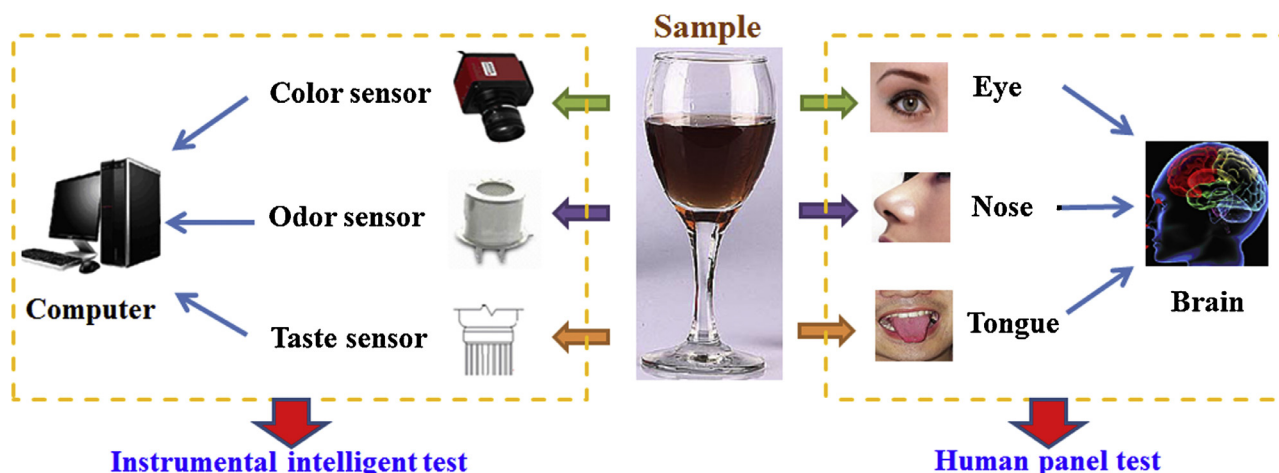 Sample
Color sensor
Odor sensor
Taste sensor
Computer
Eye
Nose
Tongue
Brain
Instrumental intelligent test
Human panel test